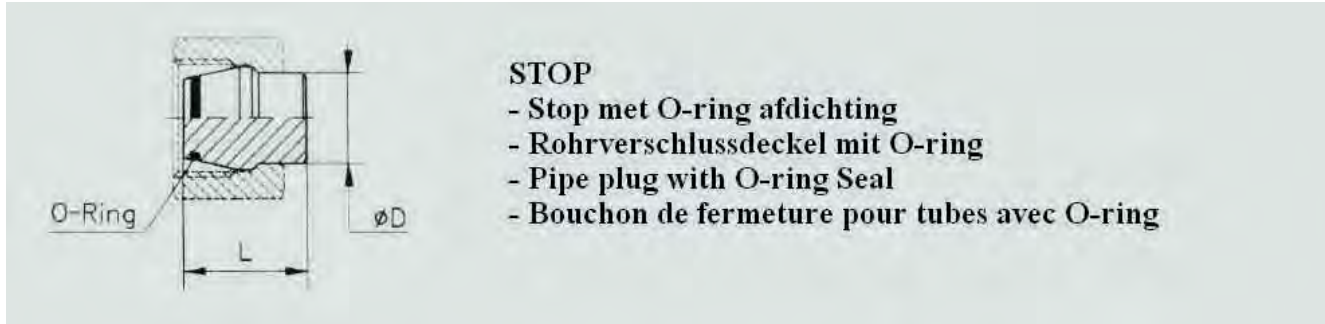 STOP
- Stop met O-ring afdichting
- Rohrverschlussdeckel mit O-ring
- Pipe plug with O-ring Seal
- Bouchon de fermeture pour tubes avec O-ring
O-Ring
øD
L